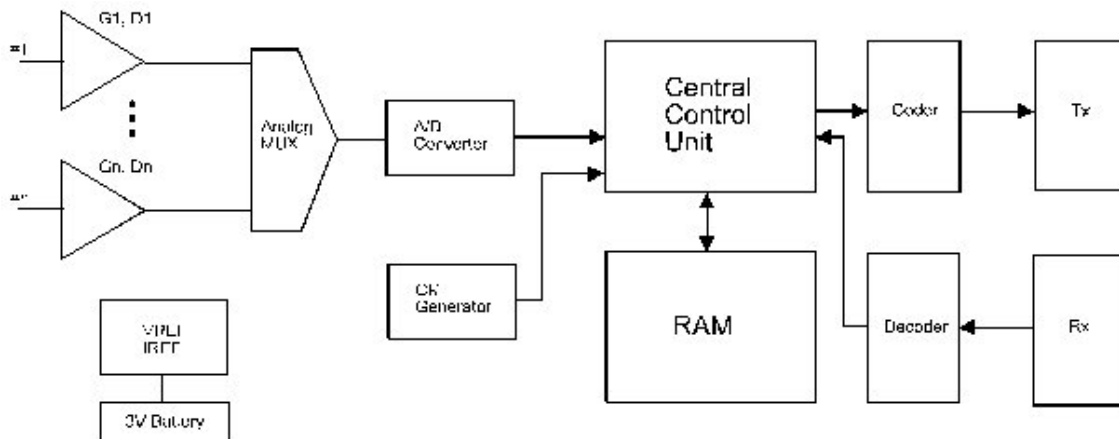 G1, D1
#1
Analog
MUX
A/D
Converter
Central
Control
Unit
Coder
Tx
Gn, Dn
Generator
RAM
Decoder
Rx
VREF
IREF
3V Battery